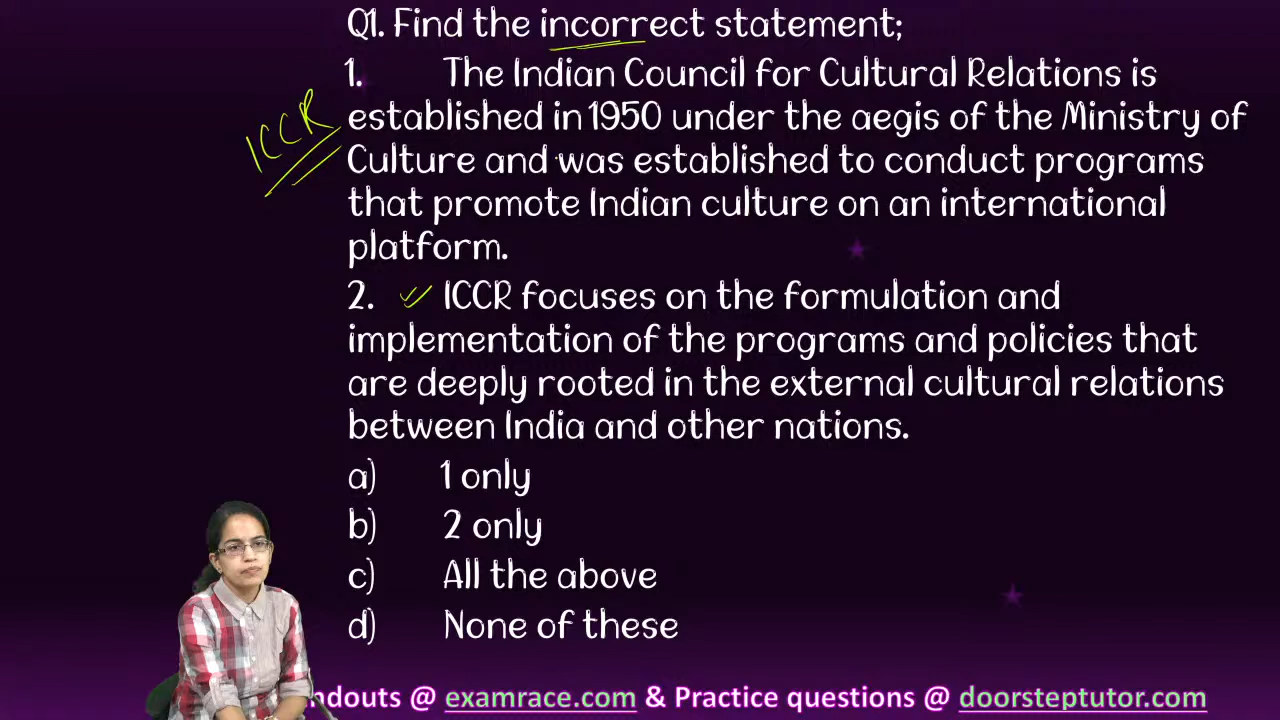 Q1. Find the incorrect statement;
1. The Indian Council for Cultural Relations is
established in 1950 under the aegis of the Ministry of
ICCR
Culture and was established to conduct programs
that promote Indian culture on an international
platform.
2. ICCR focuses on the formulation and
implementation of the programs and policies that
are deeply rooted in the external cultural relations
between India and other nations.
a) 1 only
b) 2 only
c) All the above
d) None of these
ndouts @ examrace.com & Practice questions @ doorsteptutor.com